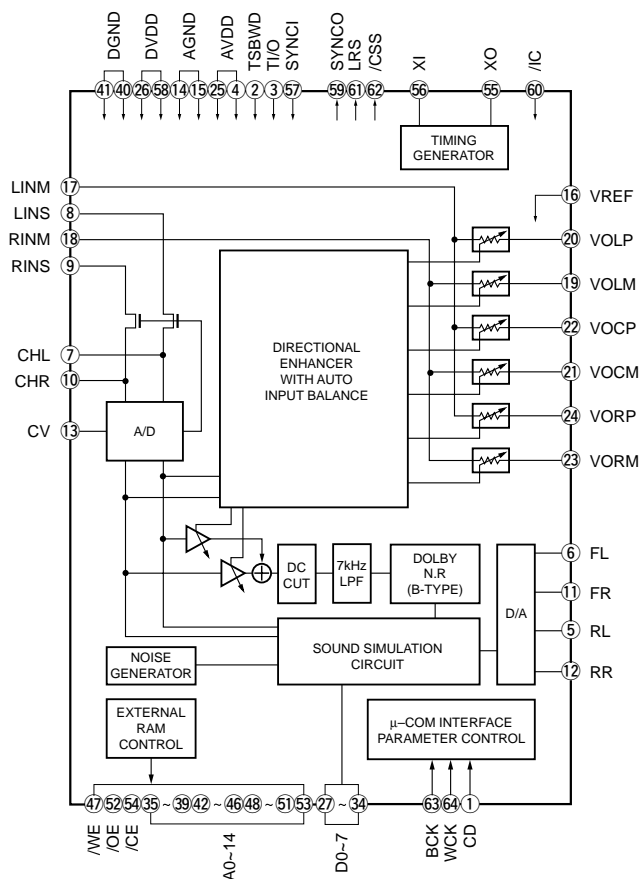 DGND
DVDD
AGND
AVDD
TSBWD
TI/O
SYNCI
SYNCO
LRS
/CSS
XI
XO
/IC
41 40 26 58 14 15 25 4 2 3 57 59 61 62 56 55 60
TIMING
GENERATOR
LINM 17
LINS 8
RINM 18
RINS 9
CHL 7
CHR 10
CV 13
A/D
DIRECTIONAL
ENHANCER
WITH AUTO
INPUT BALANCE
16 VREF
20 VOLP
19 VOLM
22 VOCP
21 VOCM
24 VORP
23 VORM
DC
CUT
7kHz
LPF
DOLBY
N.R
(B-TYPE)
D/A
6 FL
11 FR
5 RL
12 RR
NOISE
GENERATOR
SOUND SIMULATION
CIRCUIT
EXTERNAL
RAM
CONTROL
μ–COM INTERFACE
PARAMETER CONTROL
47 52 54 35 ~ 39 42 ~ 46 48 ~ 51 53 27 ~ 34 63 64 1
/WE
/OE
/CE
A0~14
D0~7
BCK
WCK
CD